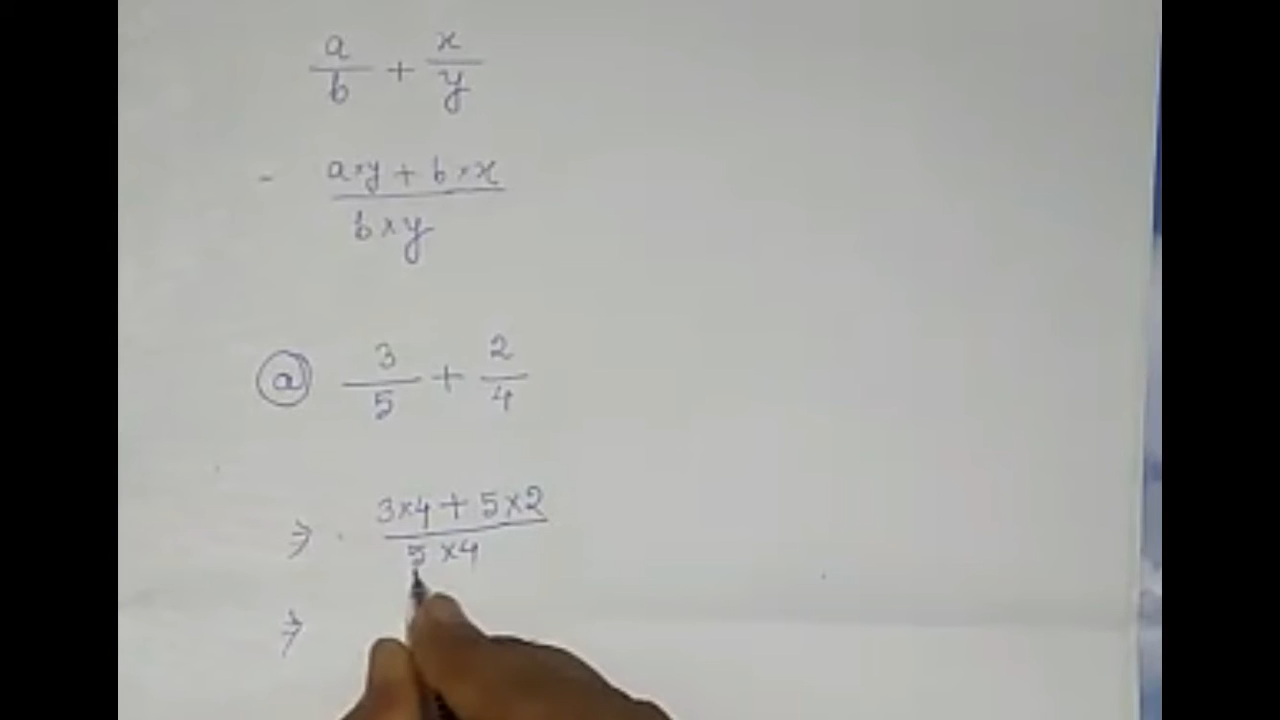 a/b + x/y
- (a×y + b×x)/(b×y)
ⓐ 3/5 + 2/4
⇒ (3×4 + 5×2)/(5×4)
⇒